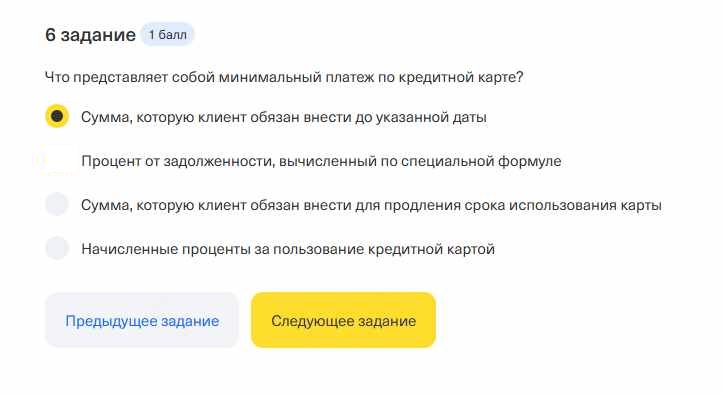 6 задание 1 балл
Что представляет собой минимальный платеж по кредитной карте?
Сумма, которую клиент обязан внести до указанной даты
Процент от задолженности, вычисленный по специальной формуле
Сумма, которую клиент обязан внести для продления срока использования карты
Начисленные проценты за пользование кредитной картой
Предыдущее задание Следующее задание